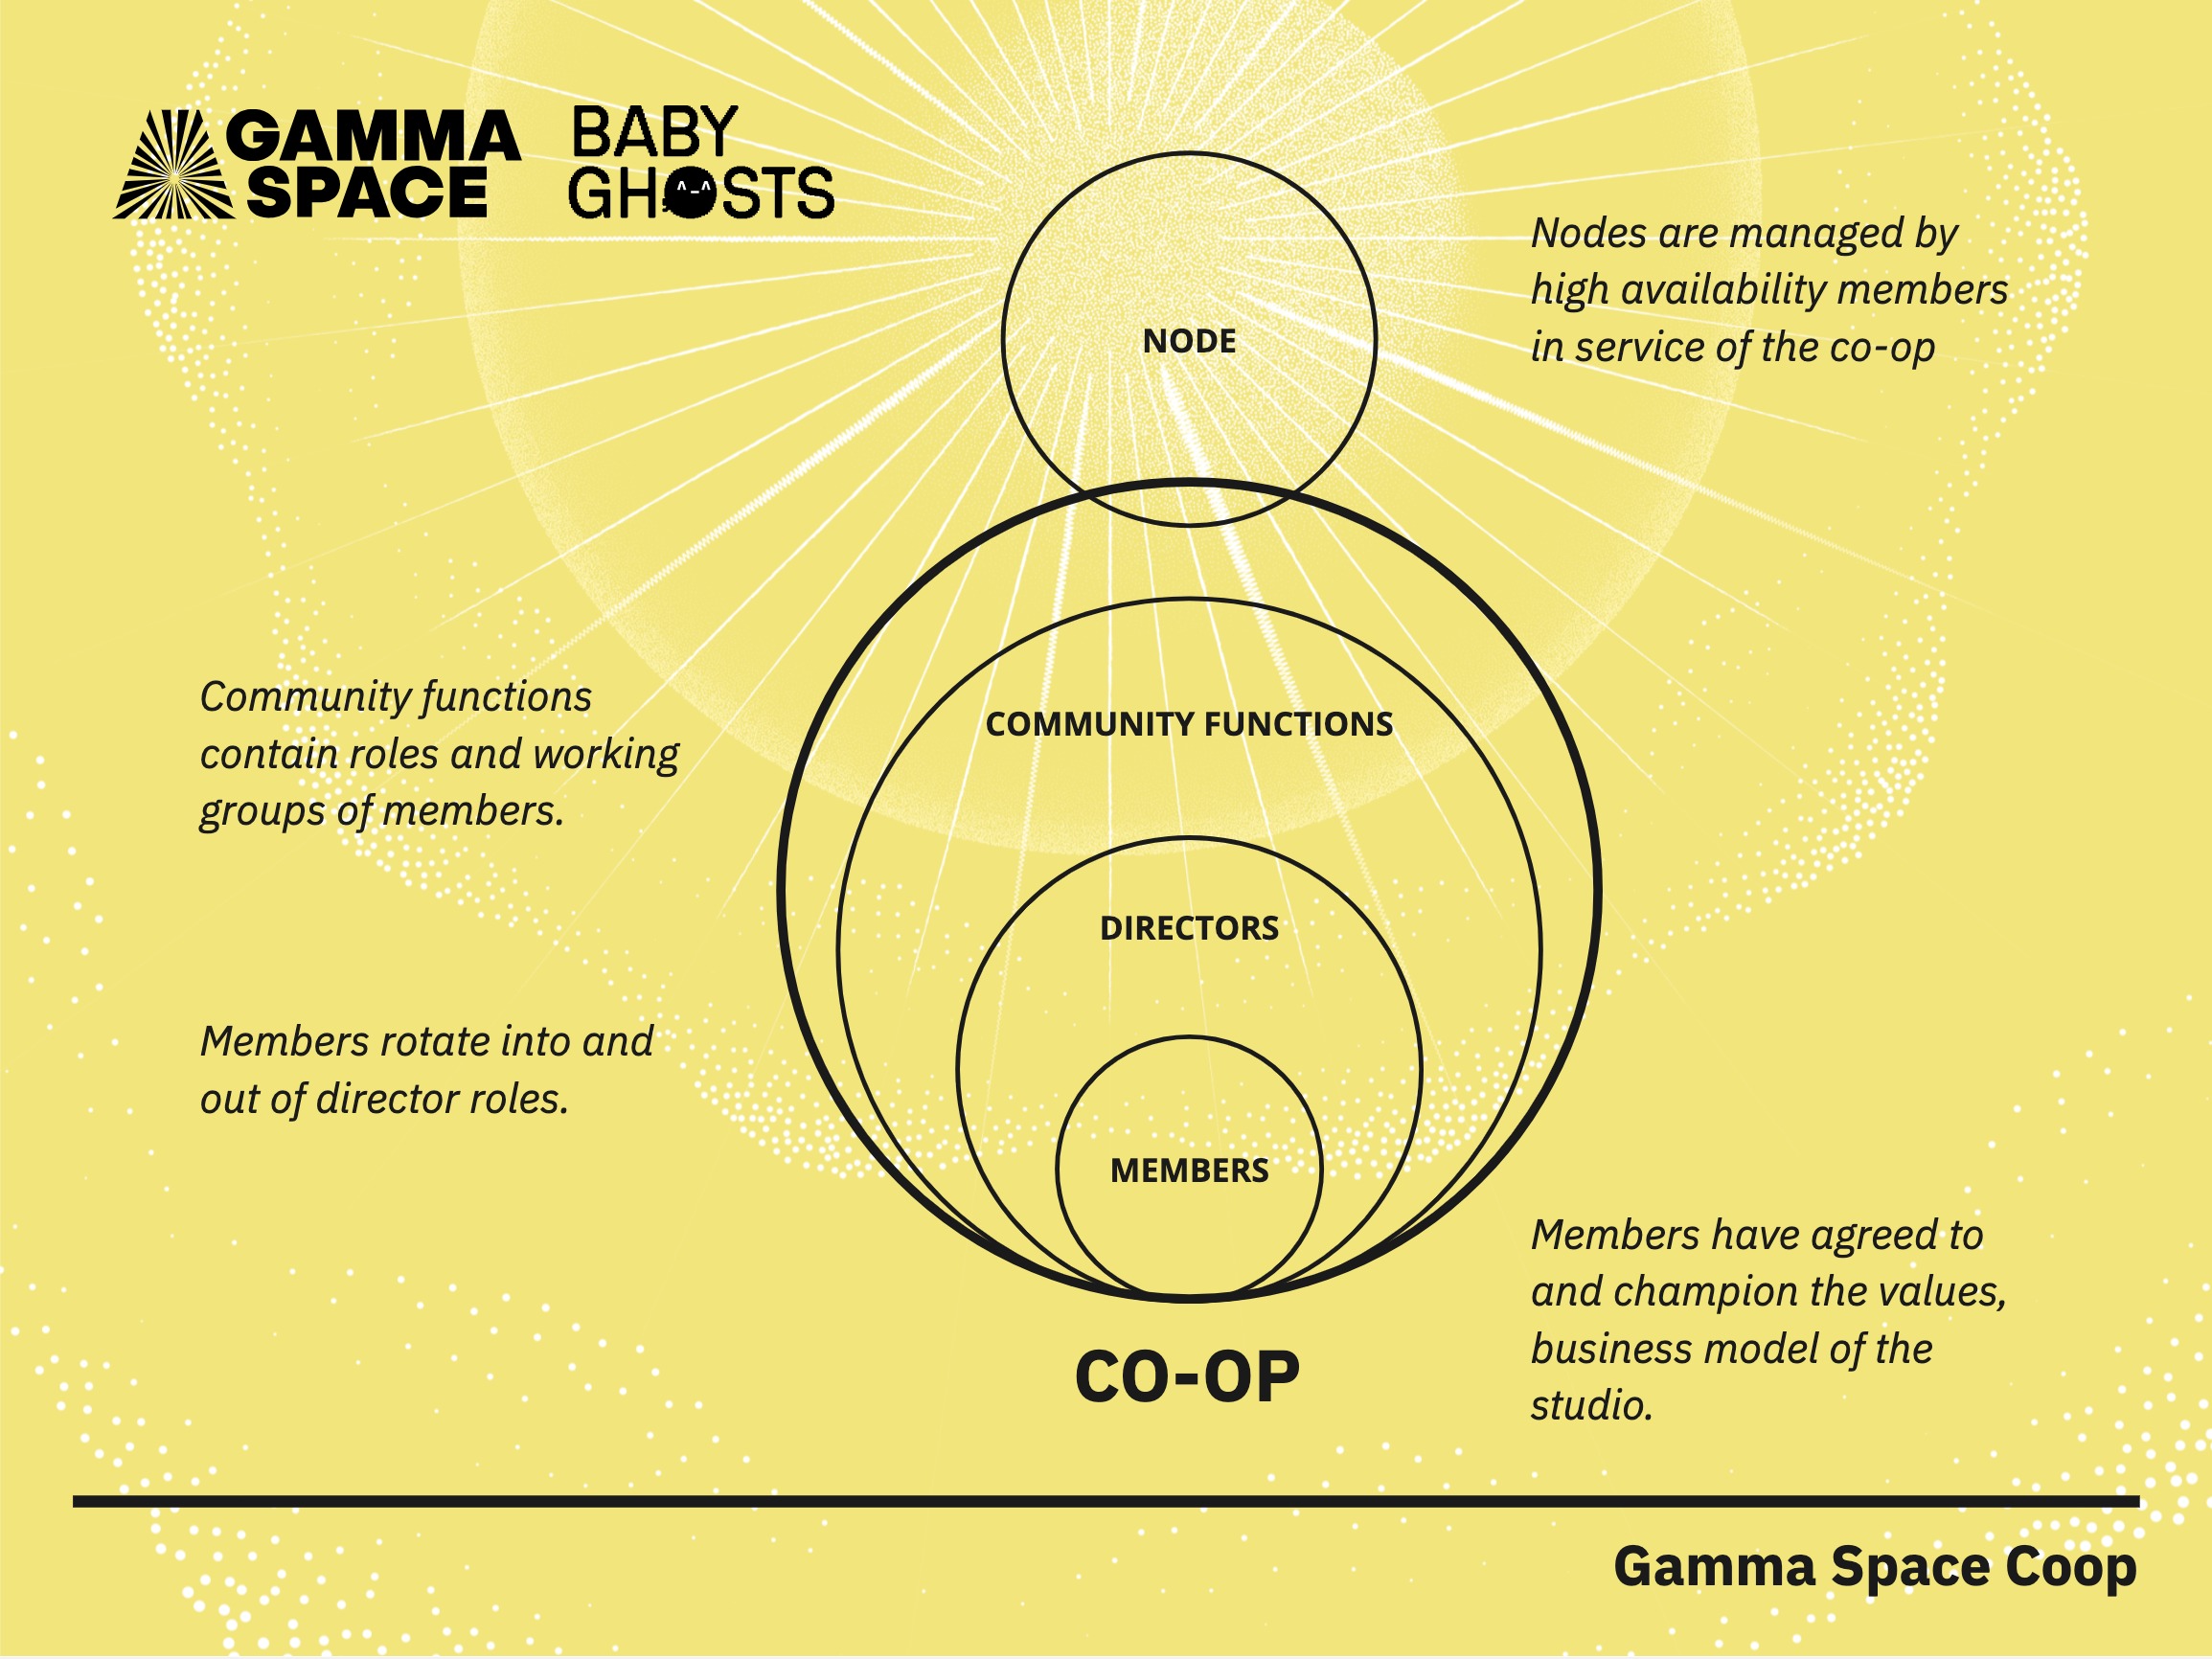 GAMMA
SPACE
BABY
GHOSTS
NODE
Nodes are managed by
high availability members
in service of the co-op
Community functions
contain roles and working
groups of members.
COMMUNITY FUNCTIONS
DIRECTORS
Members rotate into and
out of director roles.
MEMBERS
Members have agreed to
and champion the values,
business model of the
studio.
CO-OP
Gamma Space Coop